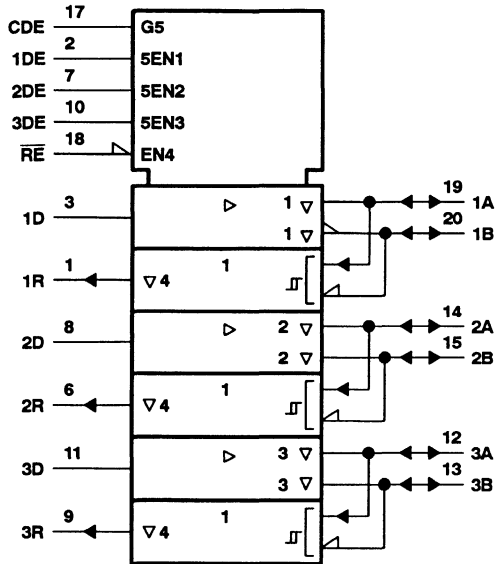 17
CDE G5
2
1DE 5EN1
7
2DE 5EN2
10
3DE 5EN3
18
RE EN4
3 19
1D ▷ 1 ▽ 1A
20
1 ▽ 1B
1 1
1R ▽ 4
8 14
2D ▷ 2 ▽ 2A
15
2 ▽ 2B
6 1
2R ▽ 4
11 12
3D ▷ 3 ▽ 3A
13
3 ▽ 3B
9 1
3R ▽ 4